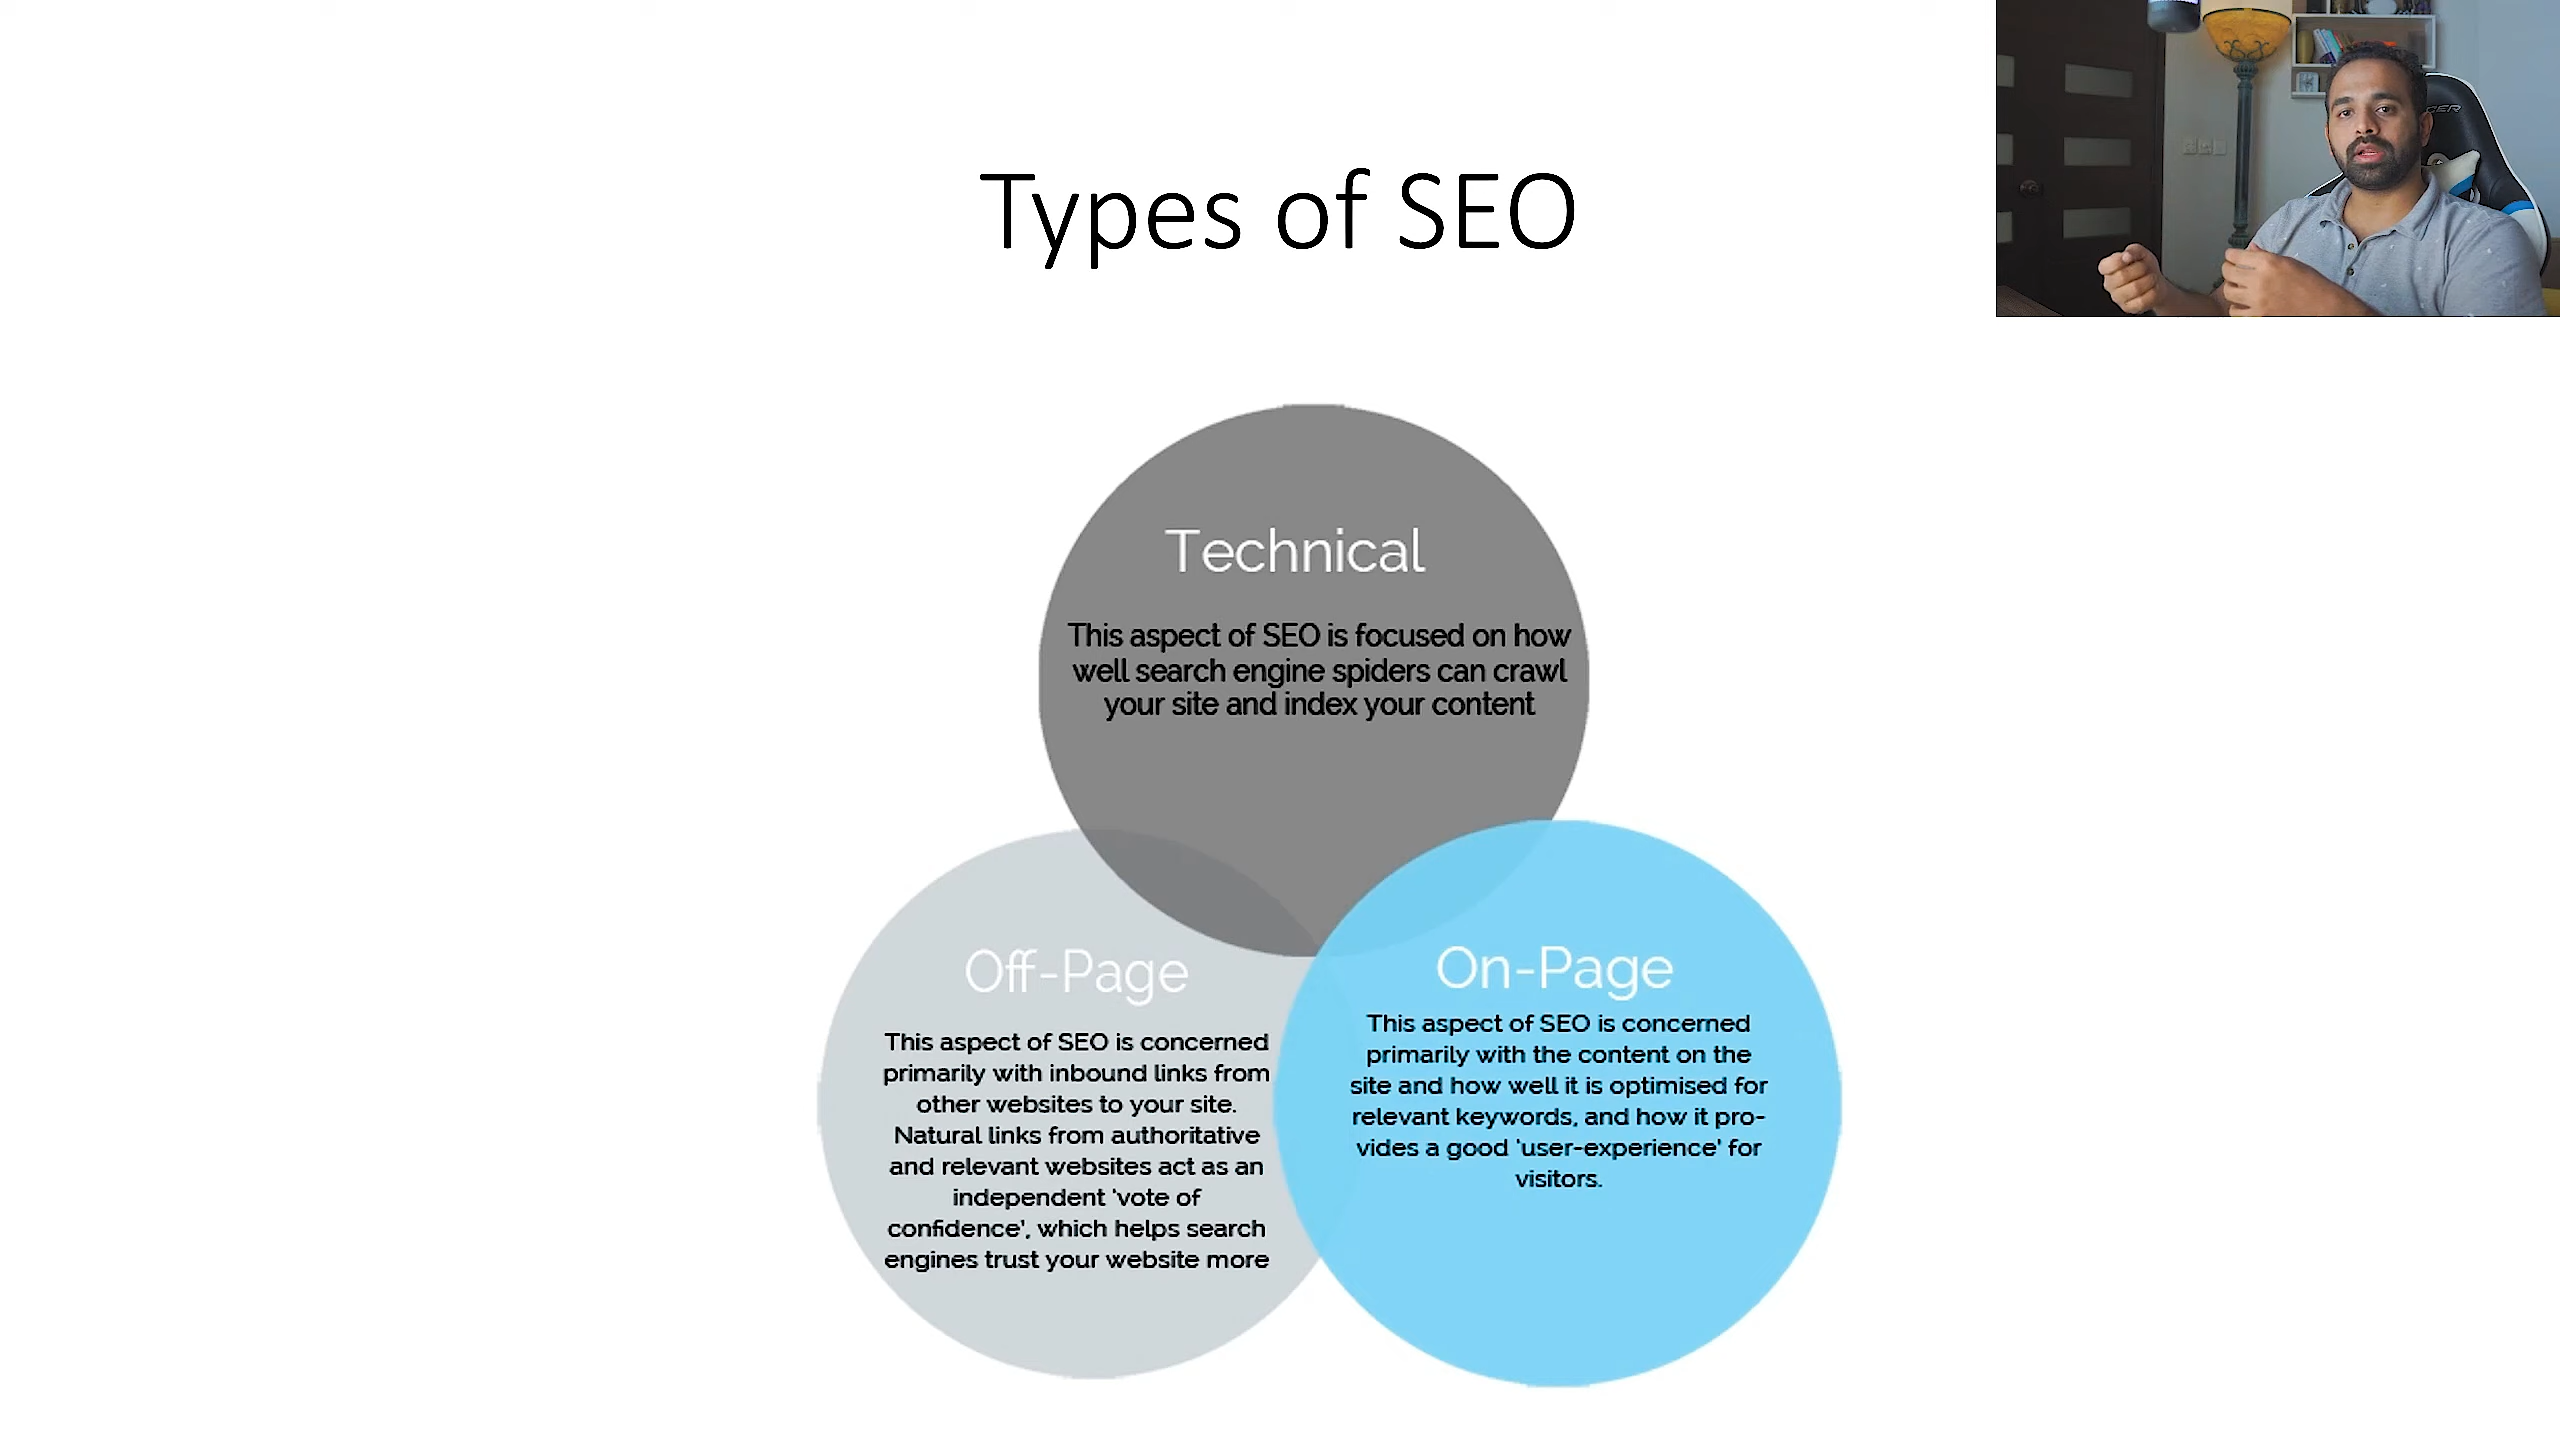 Types of SEO
Technical
This aspect of SEO is focused on how
well search engine spiders can crawl
your site and index your content
Off-Page
This aspect of SEO is concerned
primarily with inbound links from
other websites to your site.
Natural links from authoritative
and relevant websites act as an
independent ‘vote of
confidence’, which helps search
engines trust your website more
On-Page
This aspect of SEO is concerned
primarily with the content on the
site and how well it is optimised for
relevant keywords, and how it pro-
vides a good ‘user-experience’ for
visitors.